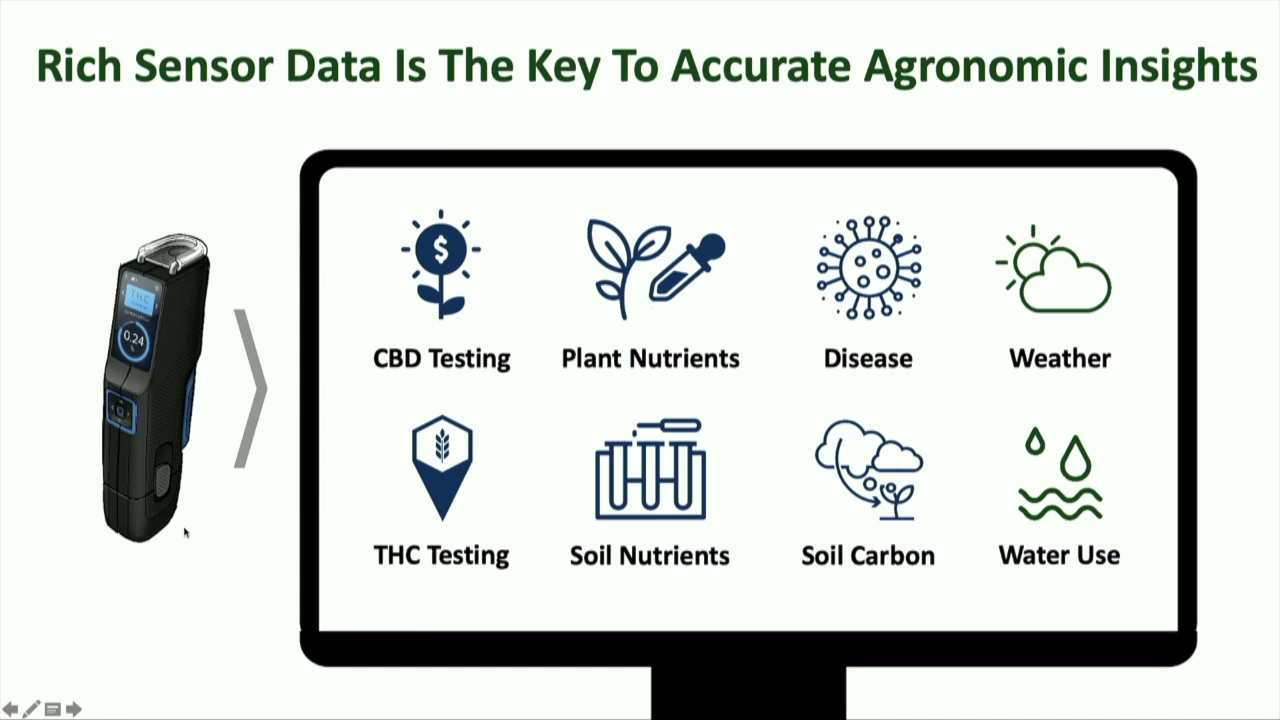 Rich Sensor Data Is The Key To Accurate Agronomic Insights
THC
0.24
$
CBD Testing
Plant Nutrients
Disease
Weather
THC Testing
Soil Nutrients
Soil Carbon
Water Use